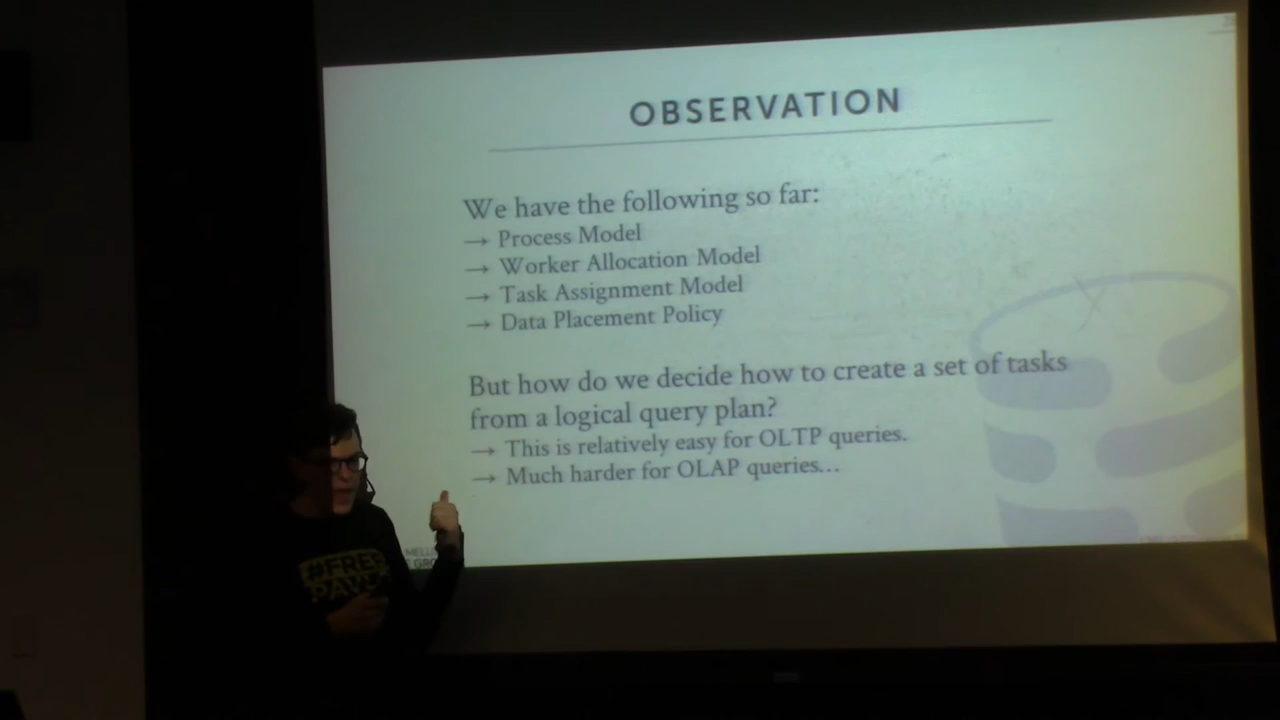 OBSERVATION
We have the following so far:
→ Process Model
→ Worker Allocation Model
→ Task Assignment Model
→ Data Placement Policy
But how do we decide how to create a set of tasks
from a logical query plan?
→ This is relatively easy for OLTP queries.
→ Much harder for OLAP queries...
#FREE